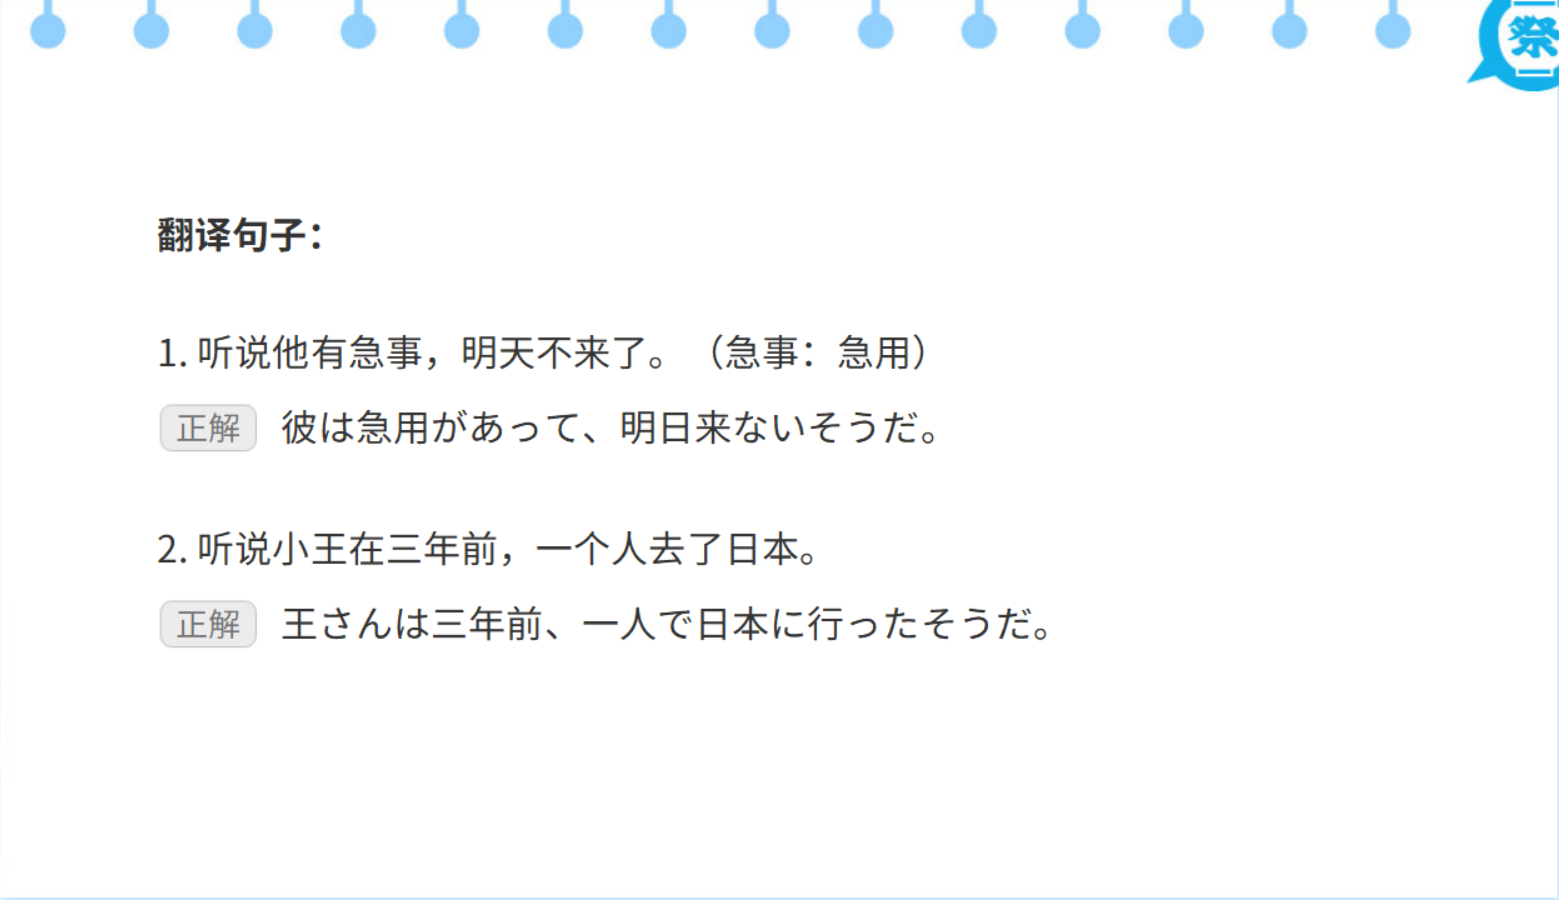 祭
翻译句子：
1. 听说他有急事，明天不来了。（急事：急用）
正解 彼は急用があって、明日来ないそうだ。
2. 听说小王在三年前，一个人去了日本。
正解 王さんは三年前、一人で日本に行ったそうだ。